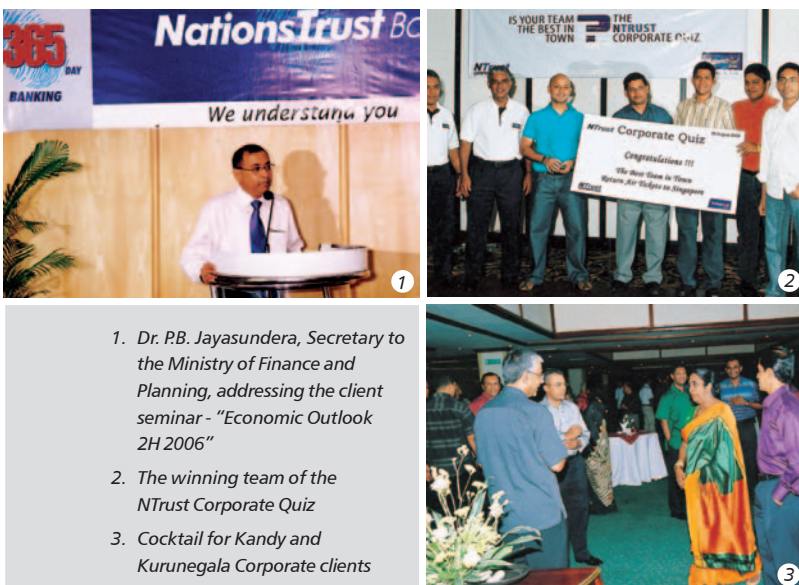 365
DAY
BANKING
NationsTrust
We understand you
1
IS YOUR TEAM
THE BEST IN
TOWN
?
THE
NTRUST
CORPORATE QUIZ
NTrust
NTrust Corporate Quiz
Congratulations !!!
The Best Team in Town
Return Air Tickets to Singapore
NTrust
2
1. Dr. P.B. Jayasundera, Secretary to
the Ministry of Finance and
Planning, addressing the client
seminar - “Economic Outlook
2H 2006”
2. The winning team of the
NTrust Corporate Quiz
3. Cocktail for Kandy and
Kurunegala Corporate clients
3